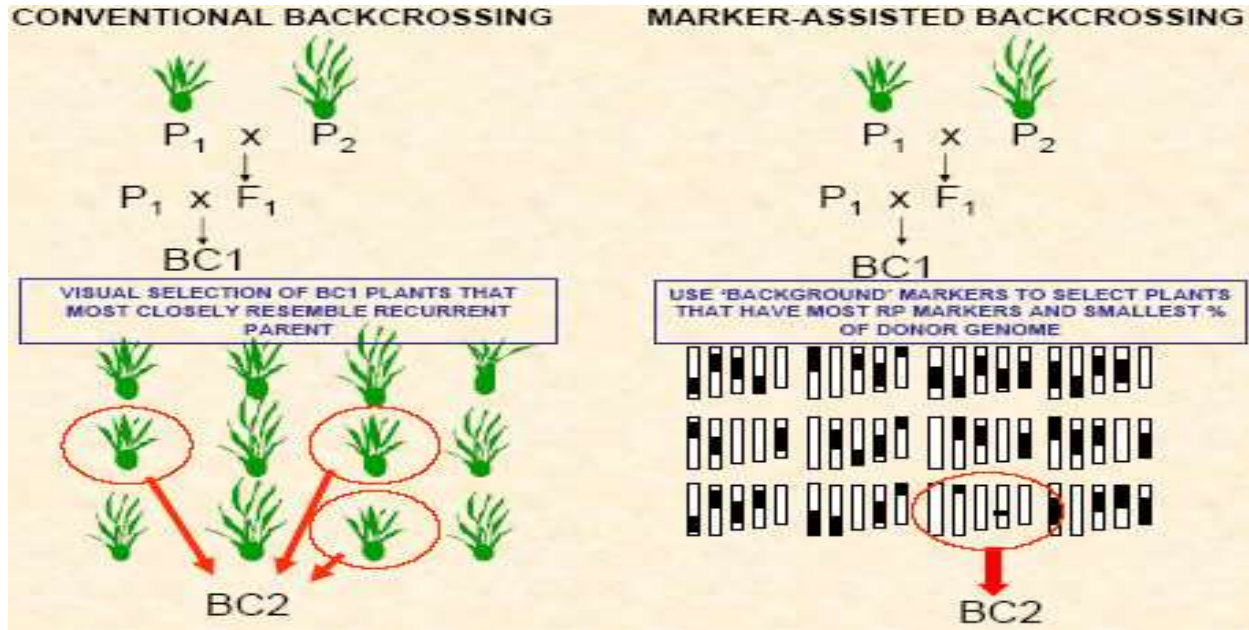 CONVENTIONAL BACKCROSSING
P₁ x P₂
P₁ x F₁
BC1
VISUAL SELECTION OF BC1 PLANTS THAT
MOST CLOSELY RESEMBLE RECURRENT
PARENT
BC2
MARKER-ASSISTED BACKCROSSING
P₁ x P₂
P₁ x F₁
BC1
USE 'BACKGROUND' MARKERS TO SELECT PLANTS
THAT HAVE MOST RP MARKERS AND SMALLEST %
OF DONOR GENOME
BC2